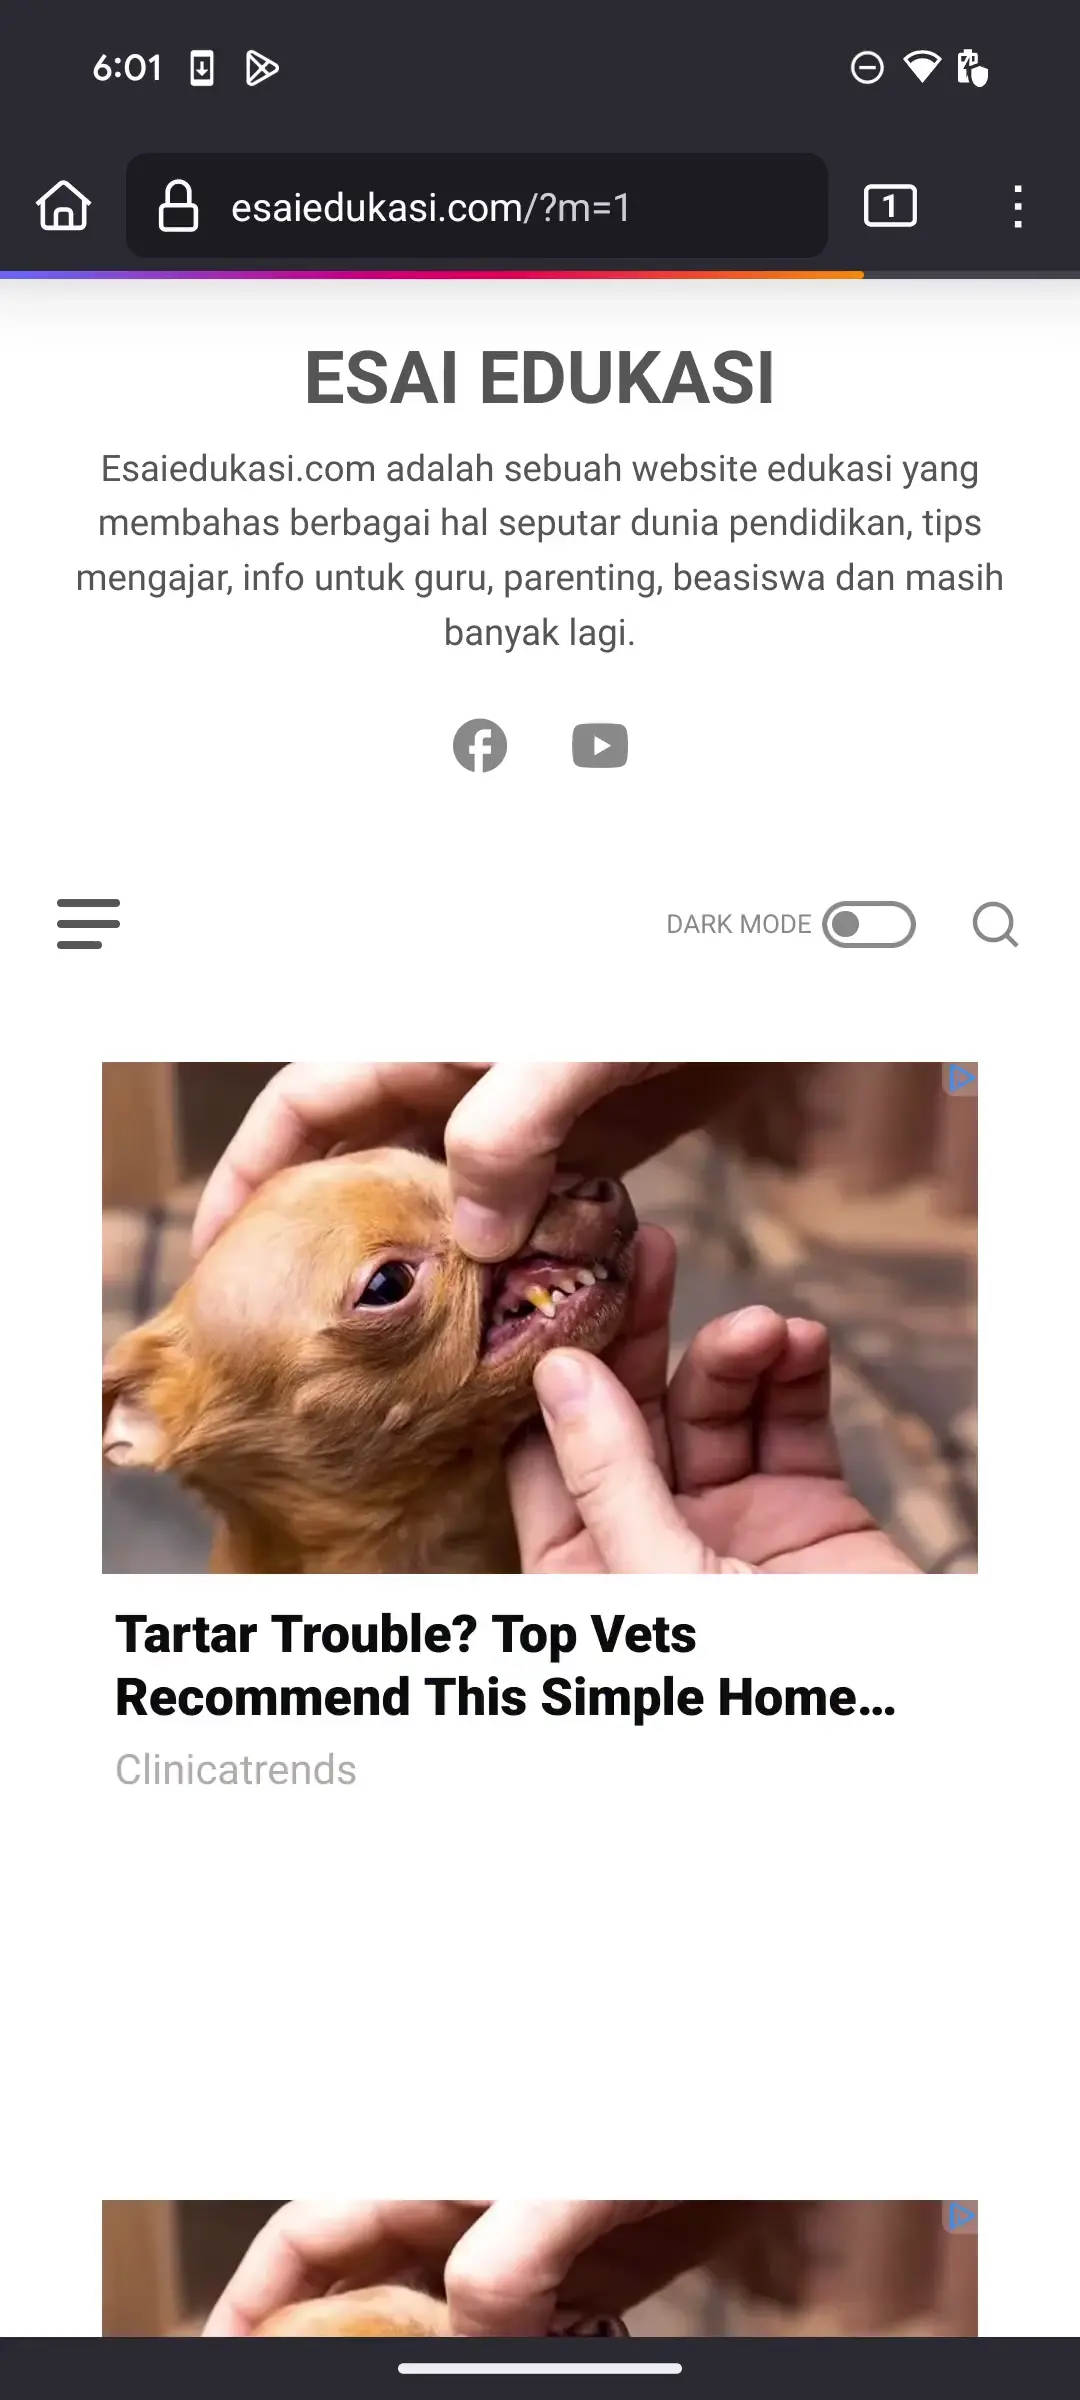 6:01
esaiedukasi.com/?m=1
1
ESAI EDUKASI
Esaiedukasi.com adalah sebuah website edukasi yang
membahas berbagai hal seputar dunia pendidikan, tips
mengajar, info untuk guru, parenting, beasiswa dan masih
banyak lagi.
DARK MODE
Tartar Trouble? Top Vets
Recommend This Simple Home...
Clinicatrends